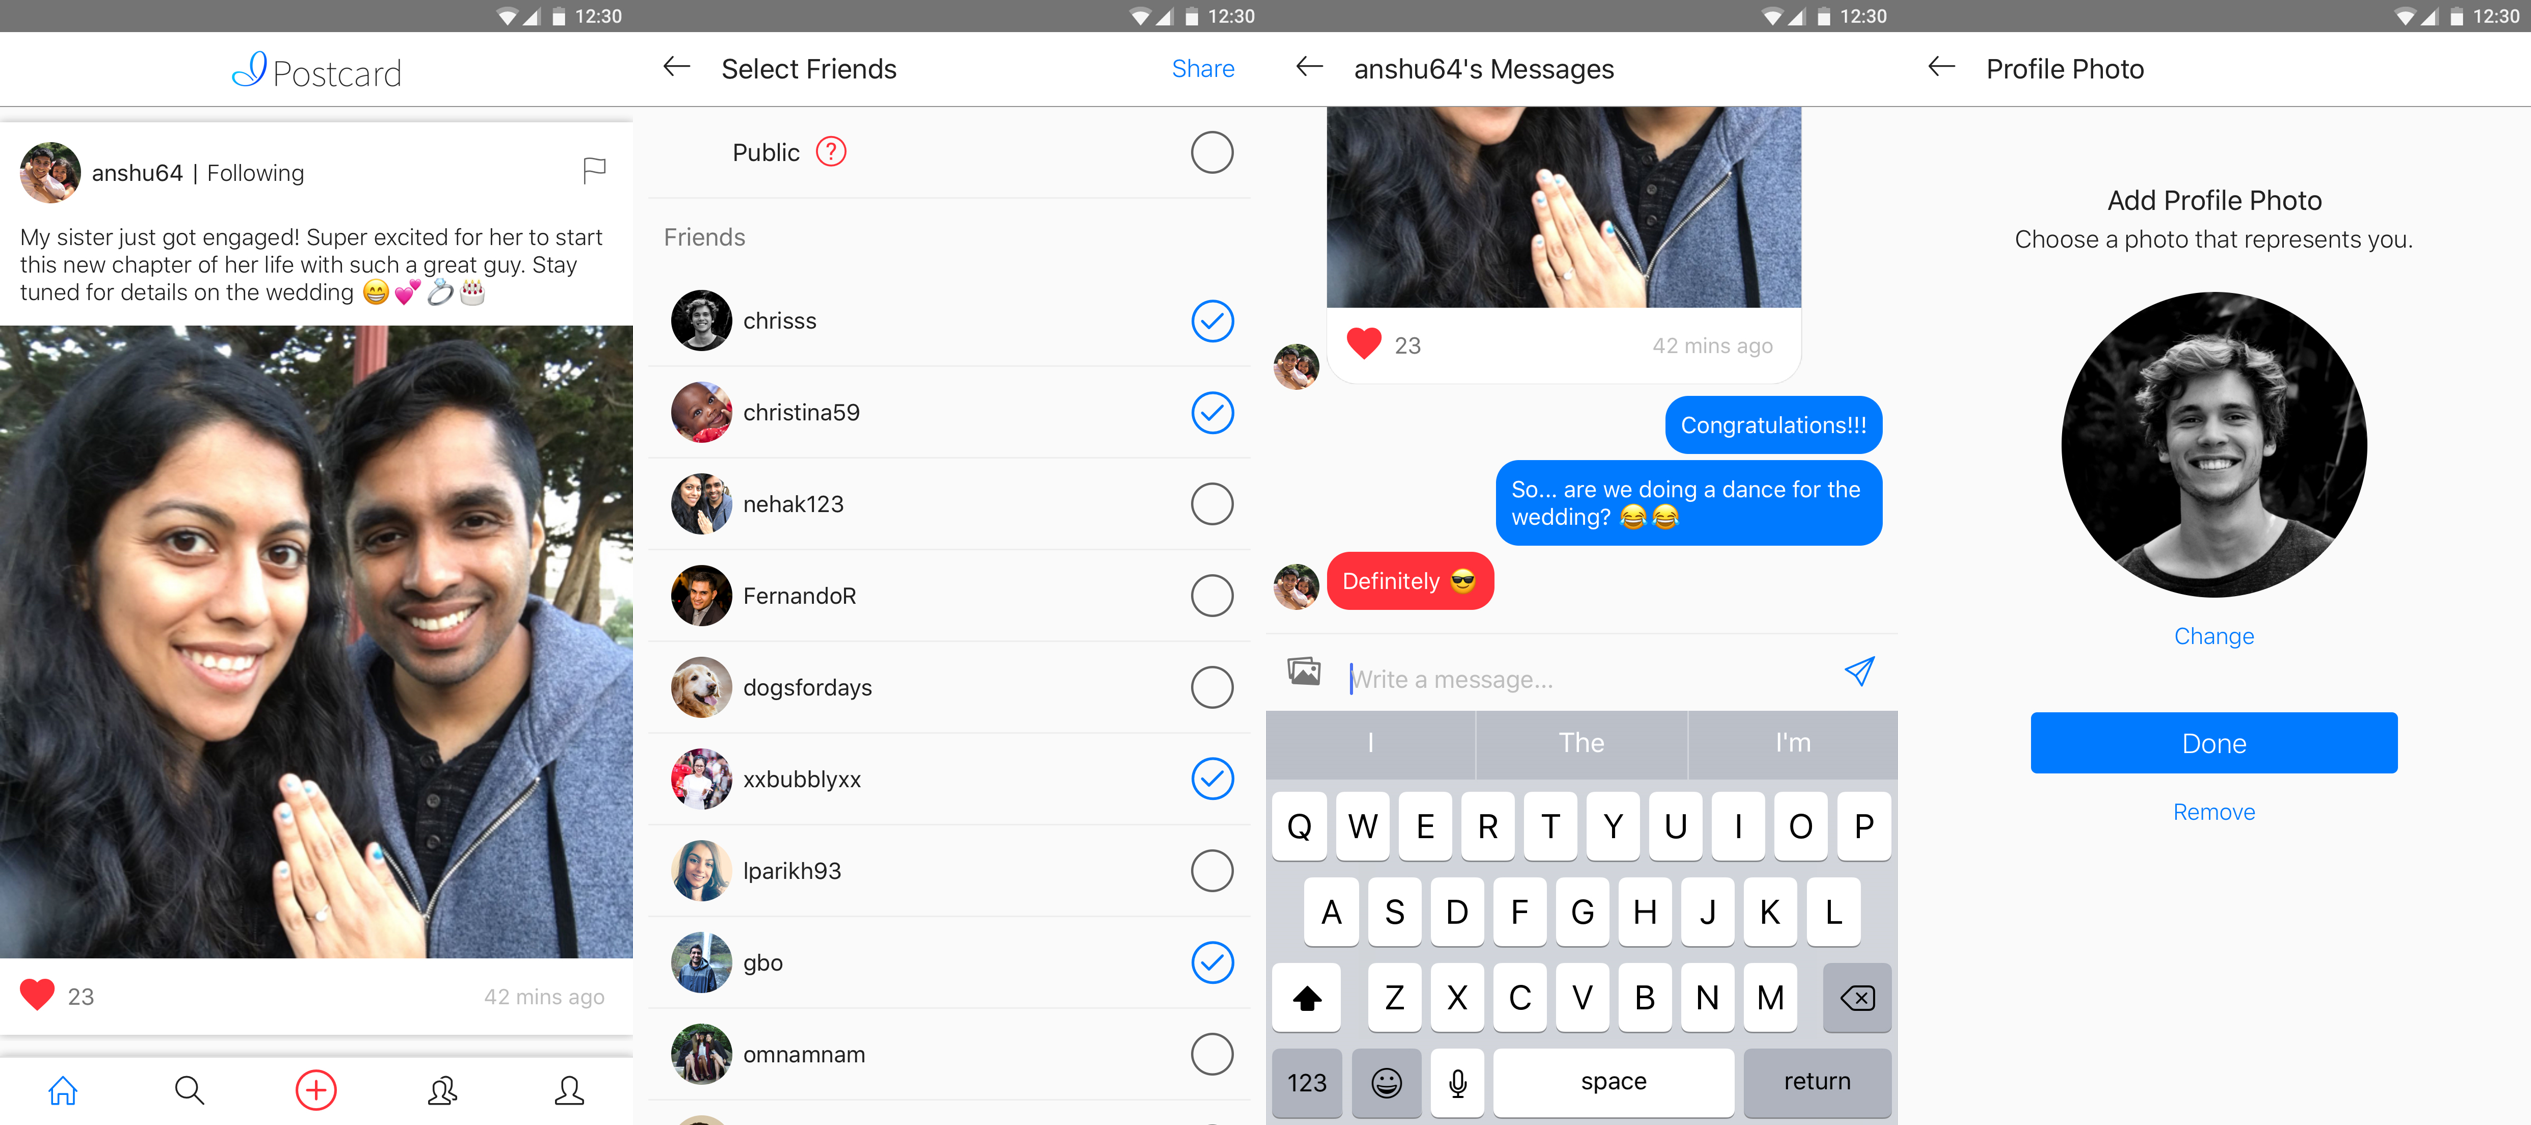 12:30
Postcard
anshu64 | Following
My sister just got engaged! Super excited for her to start
this new chapter of her life with such a great guy. Stay
tuned for details on the wedding 😁💕💍🎂
23
42 mins ago
12:30
Select Friends
Share
Public ?
Friends
chrisss
christina59
nehak123
FernandoR
dogsfordays
xxbubblyxx
lparikh93
gbo
omnamnam
12:30
anshu64's Messages
23
42 mins ago
Congratulations!!!
So... are we doing a dance for the
wedding? 😂😂
Definitely 😎
Write a message...
I The I'm
Q W E R T Y U I O P
A S D F G H J K L
Z X C V B N M
123 space return
12:30
Profile Photo
Add Profile Photo
Choose a photo that represents you.
Change
Done
Remove